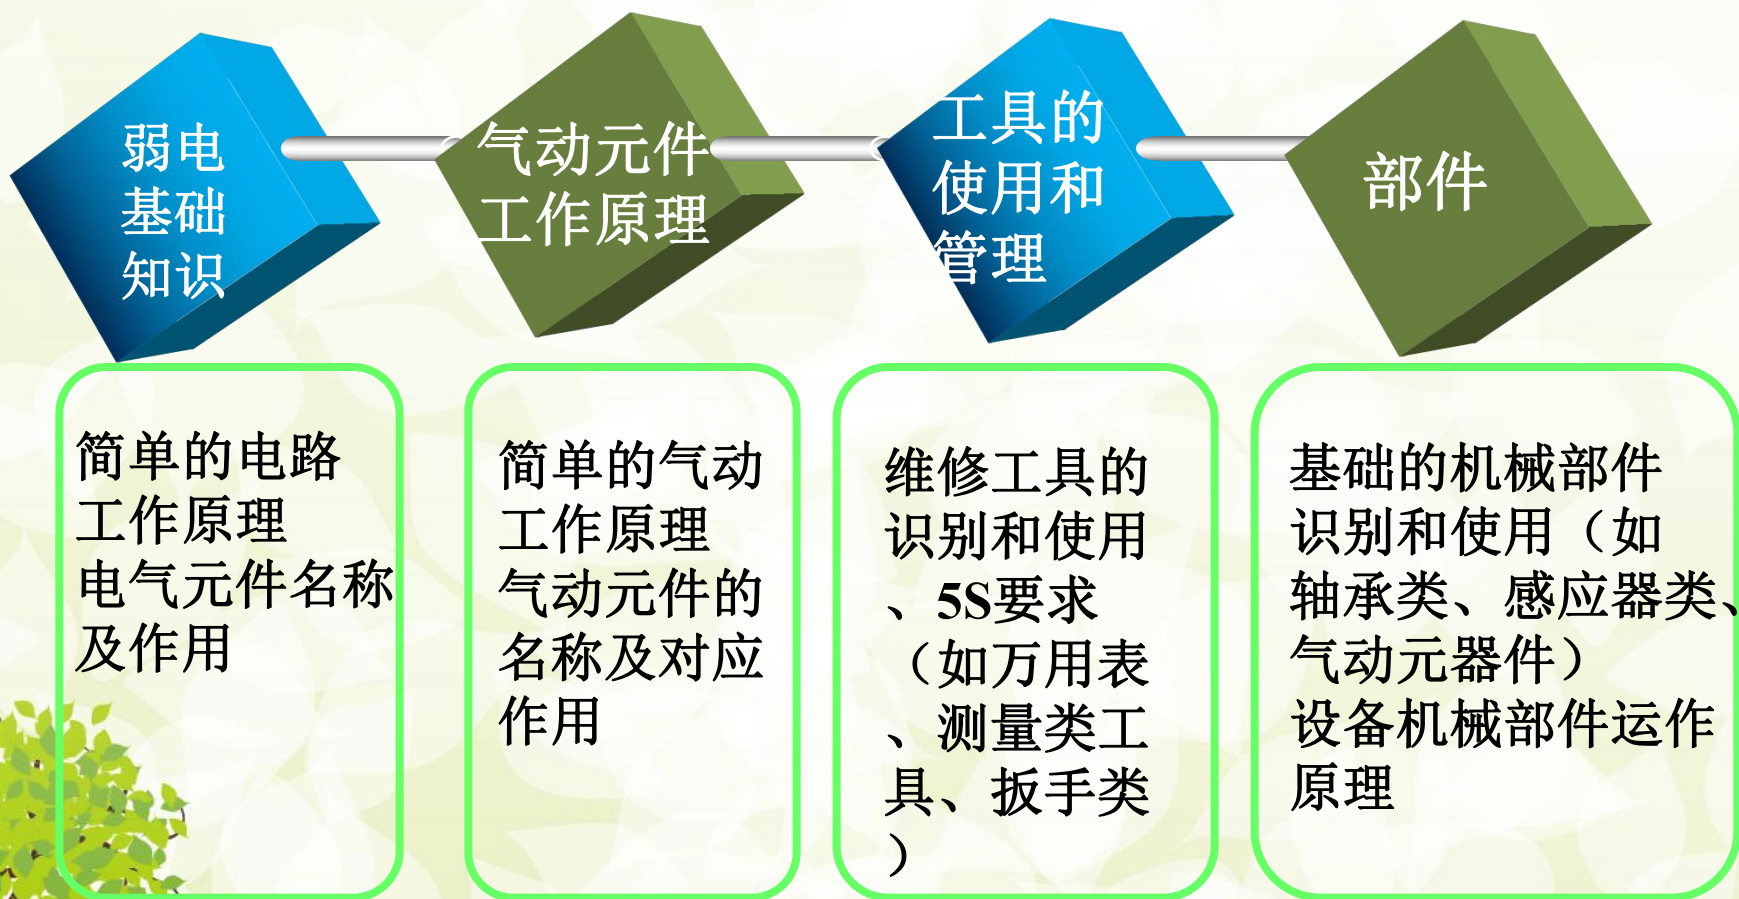 弱电
基础
知识
气动元件
工作原理
工具的
使用和
管理
部件
简单的电路
工作原理
电气元件名称
及作用
简单的气动
工作原理
气动元件的
名称及对应
作用
维修工具的
识别和使用
、5S要求
（如万用表
、测量类工
具、扳手类
）
基础的机械部件
识别和使用（如
轴承类、感应器类、
气动元器件）
设备机械部件运作
原理